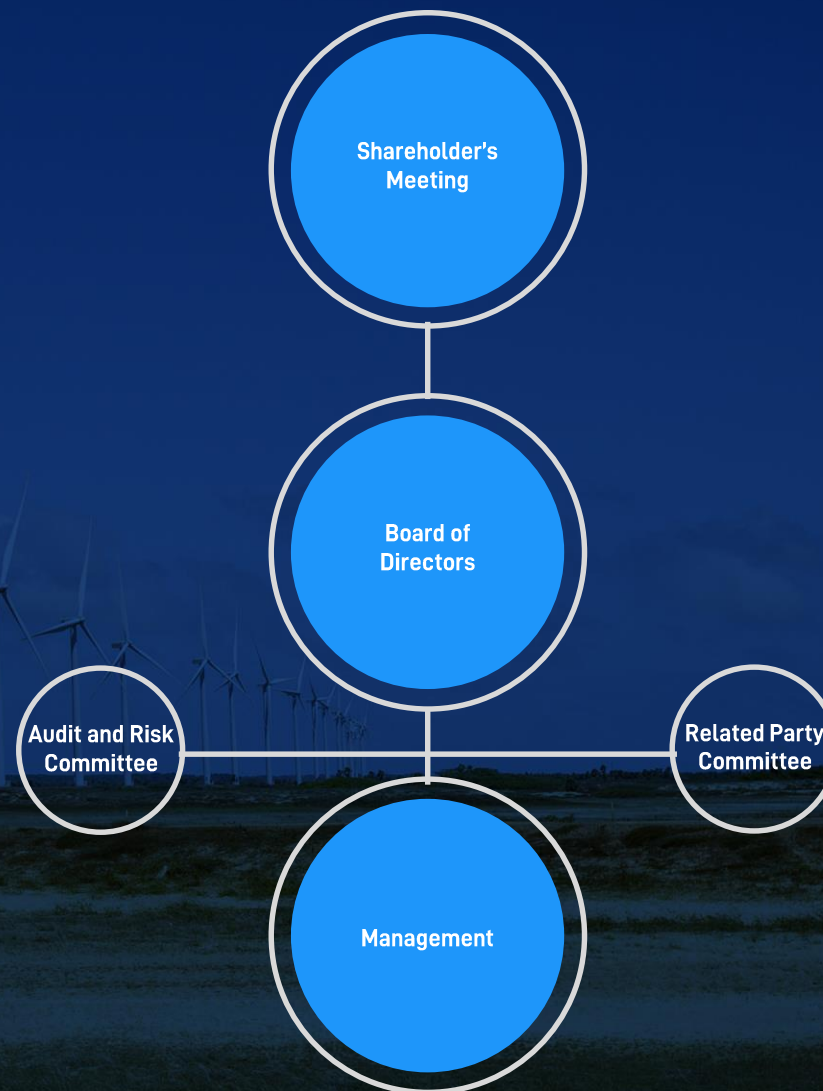 Shareholder's
Meeting
Board of
Directors
Audit and Risk
Committee
Related Party
Committee
Management